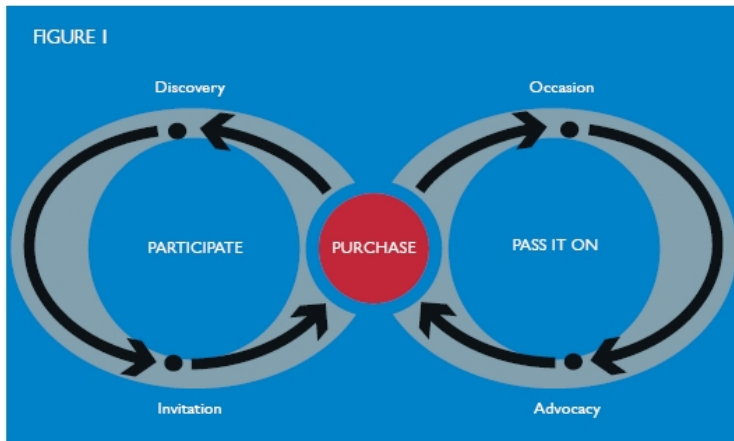 FIGURE 1
Discovery
Occasion
PARTICIPATE
PURCHASE
PASS IT ON
Invitation
Advocacy